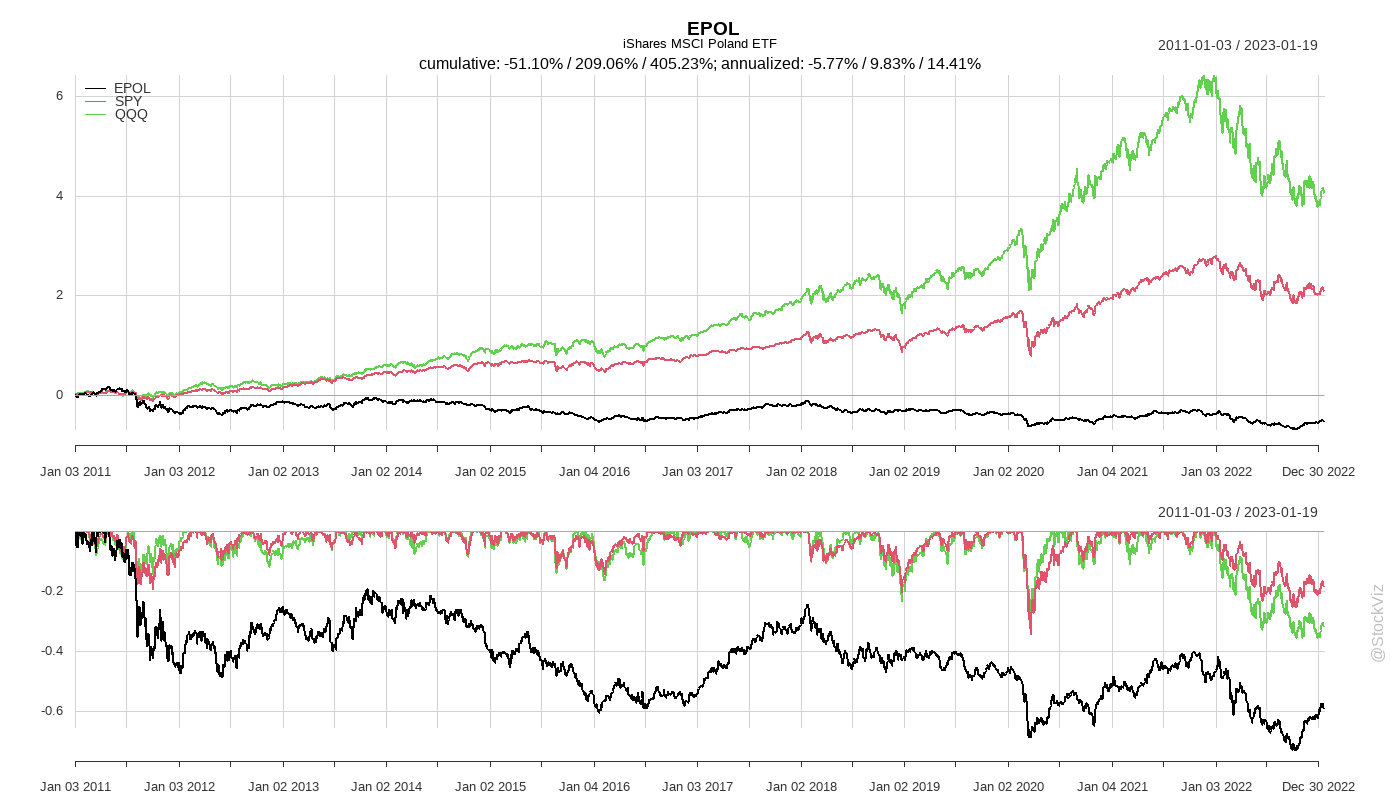 EPOL
iShares MSCI Poland ETF
2011-01-03 / 2023-01-19
cumulative: -51.10% / 209.06% / 405.23%; annualized: -5.77% / 9.83% / 14.41%
EPOL
SPY
QQQ
6
4
2
0
Jan 03 2011 Jan 03 2012 Jan 02 2013 Jan 02 2014 Jan 02 2015 Jan 04 2016 Jan 03 2017 Jan 02 2018 Jan 02 2019 Jan 02 2020 Jan 04 2021 Jan 03 2022 Dec 30 2022
2011-01-03 / 2023-01-19
-0.2
-0.4
-0.6
@StockViz
Jan 03 2011 Jan 03 2012 Jan 02 2013 Jan 02 2014 Jan 02 2015 Jan 04 2016 Jan 03 2017 Jan 02 2018 Jan 02 2019 Jan 02 2020 Jan 04 2021 Jan 03 2022 Dec 30 2022